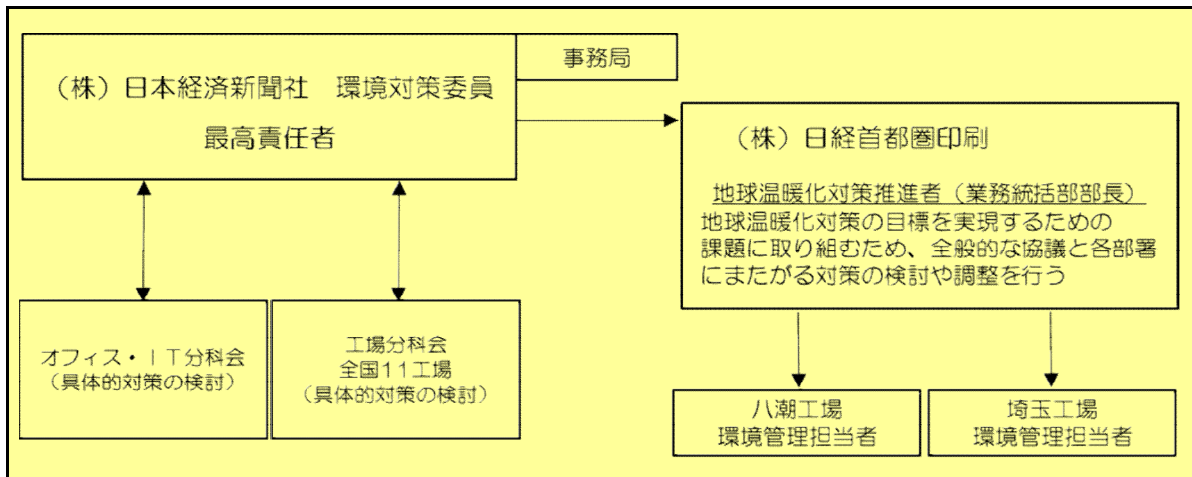 （株）日本経済新聞社　環境対策委員
最高責任者
事務局
（株）日経首都圏印刷
地球温暖化対策推進者（業務統括部部長）
地球温暖化対策の目標を実現するための
課題に取り組むため、全般的な協議と各部署
にまたがる対策の検討や調整を行う
オフィス・ＩＴ分科会
（具体的対策の検討）
工場分科会
全国１１工場
（具体的対策の検討）
八潮工場
環境管理担当者
埼玉工場
環境管理担当者